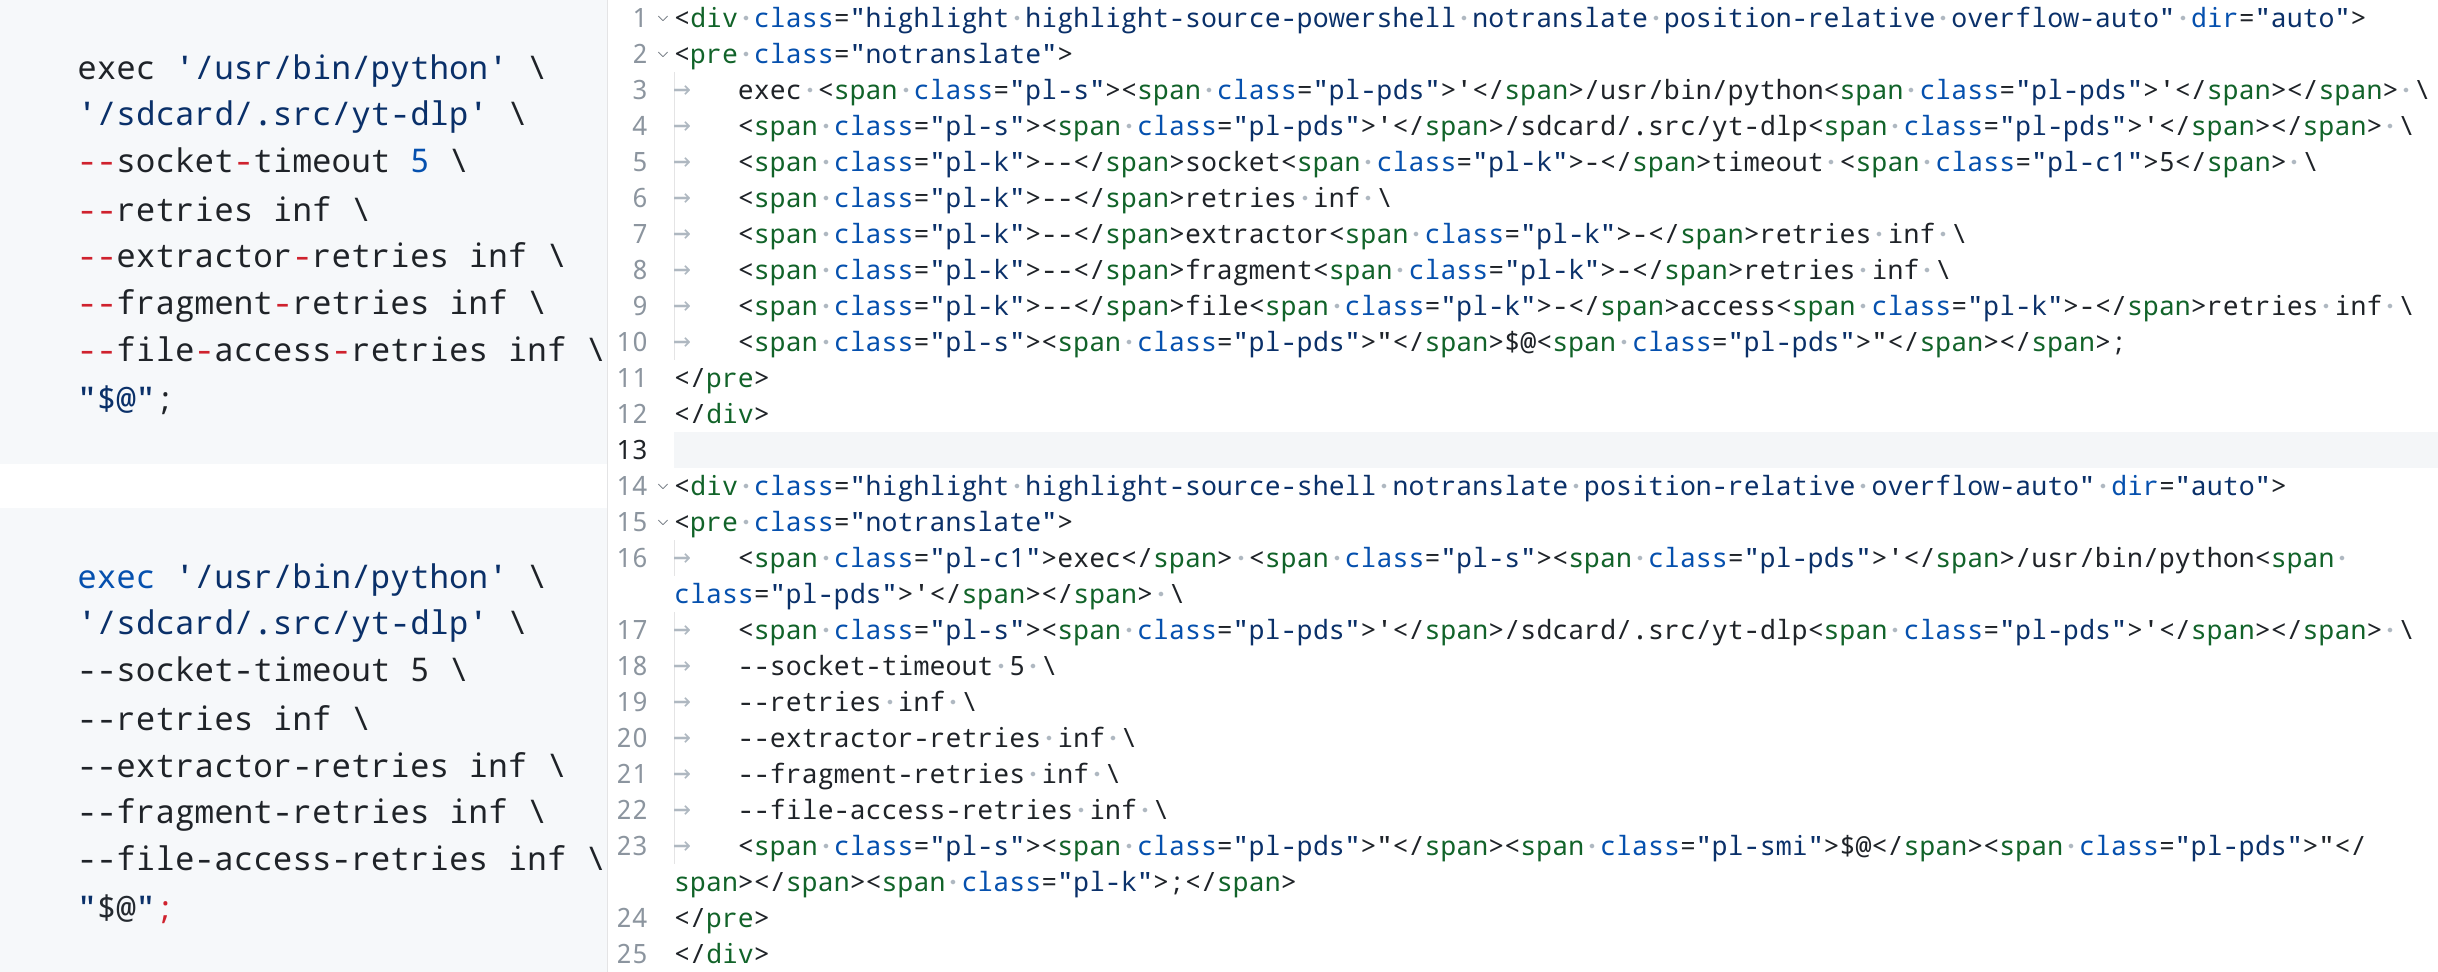 exec '/usr/bin/python' \
'/sdcard/.src/yt-dlp' \
--socket-timeout 5 \
--retries inf \
--extractor-retries inf \
--fragment-retries inf \
--file-access-retries inf \
"$@";
exec '/usr/bin/python' \
'/sdcard/.src/yt-dlp' \
--socket-timeout 5 \
--retries inf \
--extractor-retries inf \
--fragment-retries inf \
--file-access-retries inf \
"$@";
1 <div class="highlight highlight-source-powershell notranslate position-relative overflow-auto" dir="auto">
2 <pre class="notranslate">
3 → exec <span class="pl-s"><span class="pl-pds">'</span>/usr/bin/python<span class="pl-pds">'</span></span> \
4 → <span class="pl-s"><span class="pl-pds">'</span>/sdcard/.src/yt-dlp<span class="pl-pds">'</span></span> \
5 → <span class="pl-k">--</span>socket<span class="pl-k">-</span>timeout <span class="pl-c1">5</span> \
6 → <span class="pl-k">--</span>retries inf \
7 → <span class="pl-k">--</span>extractor<span class="pl-k">-</span>retries inf \
8 → <span class="pl-k">--</span>fragment<span class="pl-k">-</span>retries inf \
9 → <span class="pl-k">--</span>file<span class="pl-k">-</span>access<span class="pl-k">-</span>retries inf \
10 → <span class="pl-s"><span class="pl-pds">"</span>$@<span class="pl-pds">"</span></span>;
11 </pre>
12 </div>
13
14 <div class="highlight highlight-source-shell notranslate position-relative overflow-auto" dir="auto">
15 <pre class="notranslate">
16 → <span class="pl-c1">exec</span> <span class="pl-s"><span class="pl-pds">'</span>/usr/bin/python<span
class="pl-pds">'</span></span> \
17 → <span class="pl-s"><span class="pl-pds">'</span>/sdcard/.src/yt-dlp<span class="pl-pds">'</span></span> \
18 → --socket-timeout 5 \
19 → --retries inf \
20 → --extractor-retries inf \
21 → --fragment-retries inf \
22 → --file-access-retries inf \
23 → <span class="pl-s"><span class="pl-pds">"</span><span class="pl-smi">$@</span><span class="pl-pds">"</
span></span><span class="pl-k">;</span>
24 </pre>
25 </div>